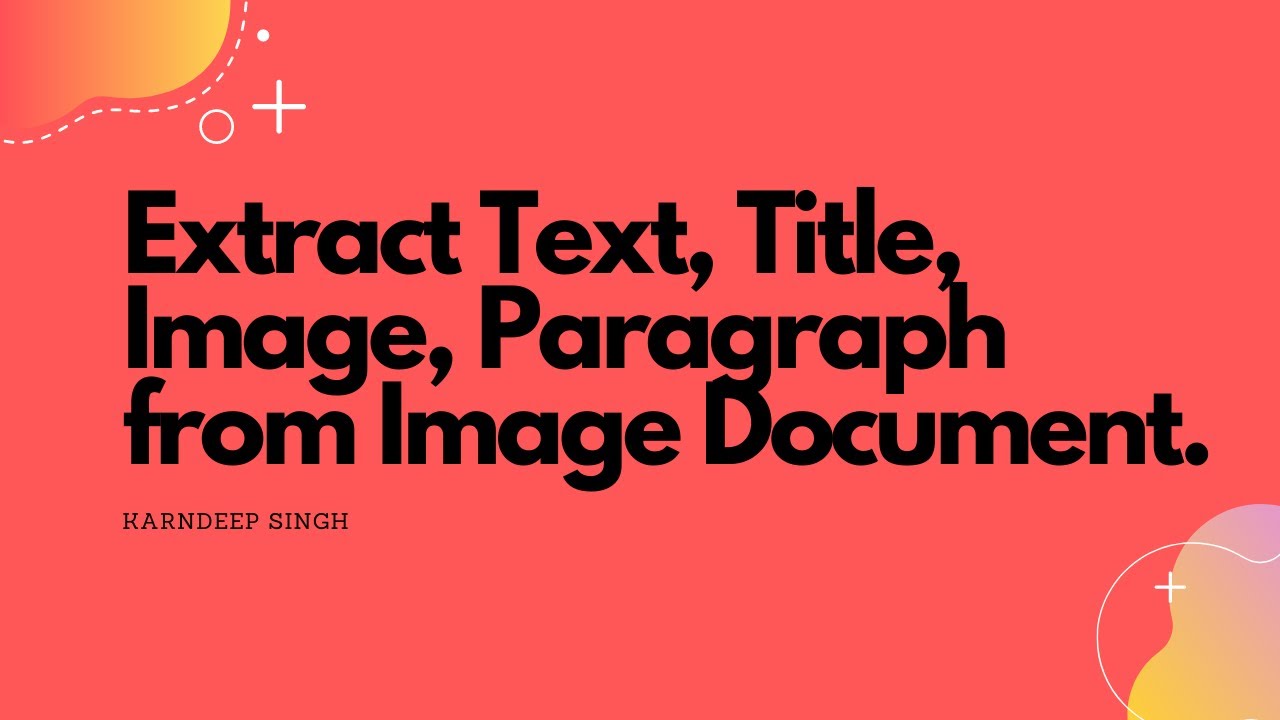 Extract Text, Title,
Image, Paragraph
from Image Document.
KARNDEEP SINGH